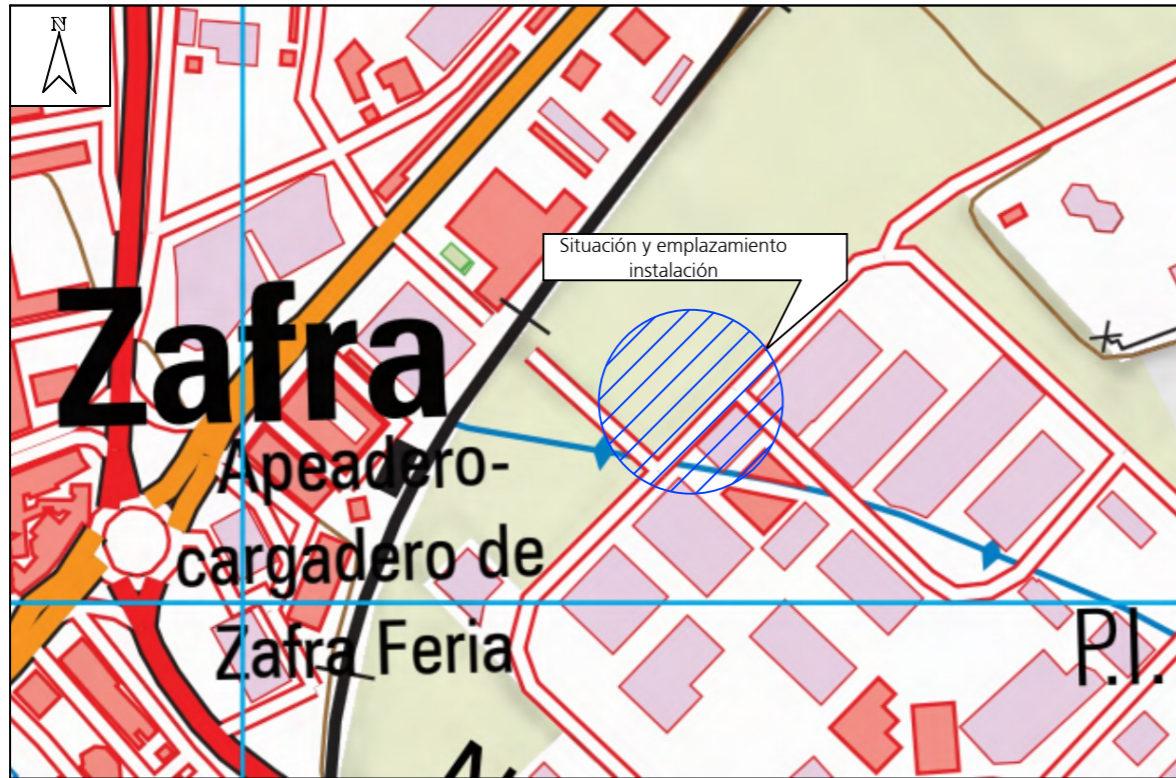 N
Situación y emplazamiento
instalación
Zafra
Apeadero-
cargadero de
Zafra Feria
P.I.